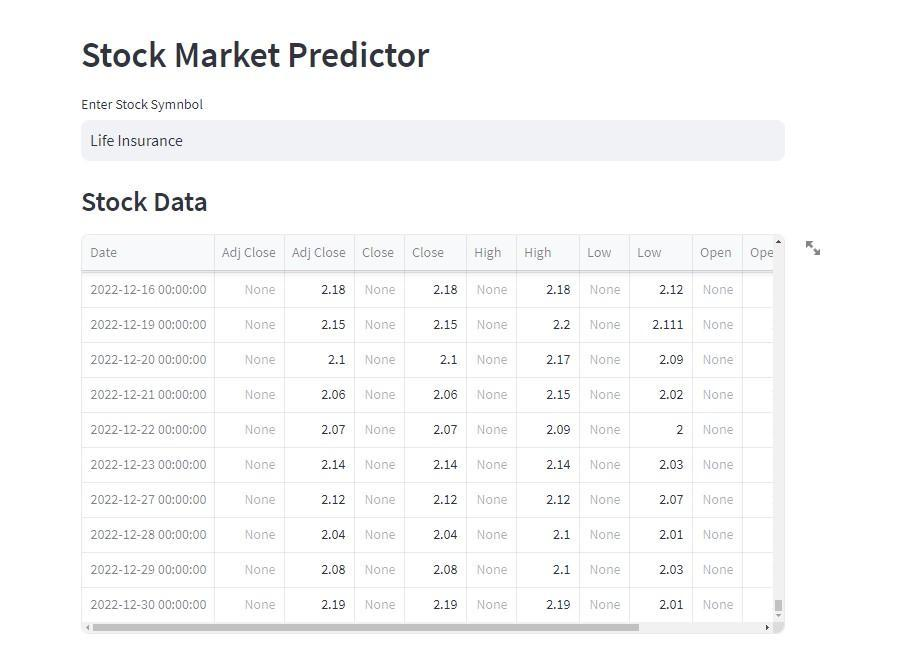 Stock Market Predictor
Enter Stock Symnbol
Life Insurance
Stock Data
Date Adj Close Adj Close Close Close High High Low Low Open Ope
2022-12-16 00:00:00 None 2.18 None 2.18 None 2.18 None 2.12 None
2022-12-19 00:00:00 None 2.15 None 2.15 None 2.2 None 2.111 None
2022-12-20 00:00:00 None 2.1 None 2.1 None 2.17 None 2.09 None
2022-12-21 00:00:00 None 2.06 None 2.06 None 2.15 None 2.02 None
2022-12-22 00:00:00 None 2.07 None 2.07 None 2.09 None 2 None
2022-12-23 00:00:00 None 2.14 None 2.14 None 2.14 None 2.03 None
2022-12-27 00:00:00 None 2.12 None 2.12 None 2.12 None 2.07 None
2022-12-28 00:00:00 None 2.04 None 2.04 None 2.1 None 2.01 None
2022-12-29 00:00:00 None 2.08 None 2.08 None 2.1 None 2.03 None
2022-12-30 00:00:00 None 2.19 None 2.19 None 2.19 None 2.01 None